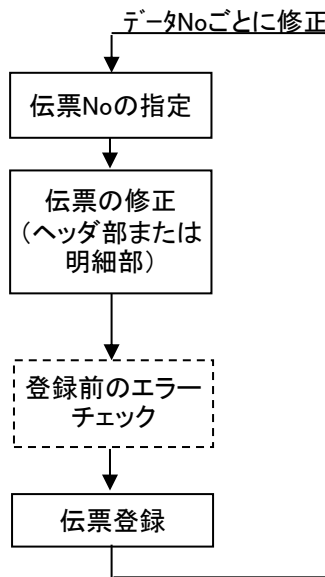 ﾃﾞｰﾀNoごとに修正
伝票Noの指定
伝票の修正
（ヘッダ部または
明細部）
登録前のエラー
チェック
伝票登録